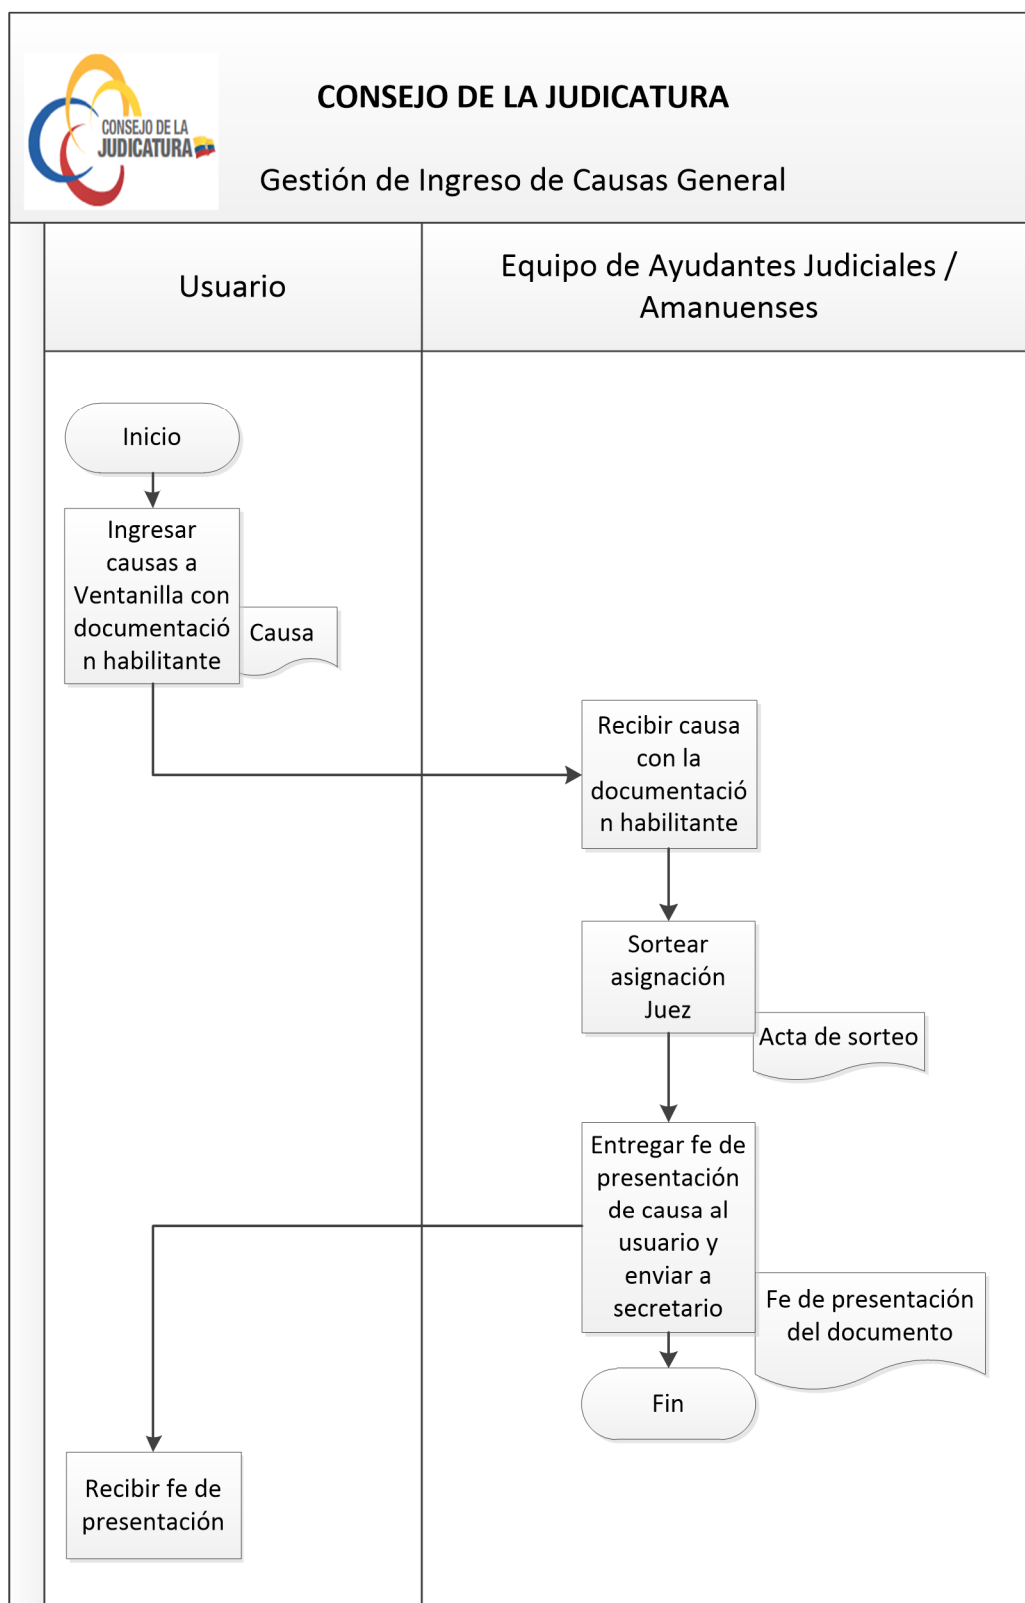 CONSEJO DE LA JUDICATURA
CONSEJO DE LA
JUDICATURA
Gestión de Ingreso de Causas General
Usuario
Equipo de Ayudantes Judiciales /
Amanuenses
Inicio
Ingresar
causas a
Ventanilla con
documentació
n habilitante
Causa
Recibir causa
con la
documentació
n habilitante
Sortear
asignación
Juez
Acta de sorteo
Entregar fe de
presentación
de causa al
usuario y
enviar a
secretario
Fe de presentación
del documento
Fin
Recibir fe de
presentación